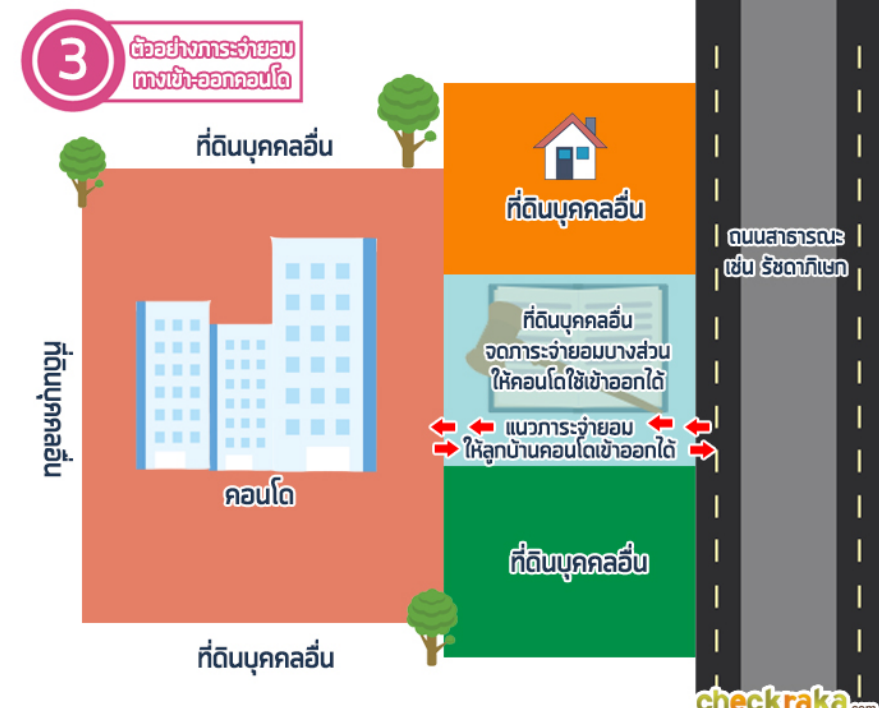 3
ตัวอย่างภาระจำยอม
ทางเข้า-ออกคอนโด
ที่ดินบุคคลอื่น
ที่ดินบุคคลอื่น
ถนนสาธารณะ
เช่น รัชดาภิเษก
ที่ดินบุคคลอื่น
จดภาระจำยอมบางส่วน
ให้คอนโดใช้เข้าออกได้
ที่ดินบุคคลอื่น
แนวภาระจำยอม
ให้ลูกบ้านคอนโดเข้าออกได้
คอนโด
ที่ดินบุคคลอื่น
ที่ดินบุคคลอื่น
checkraka.com